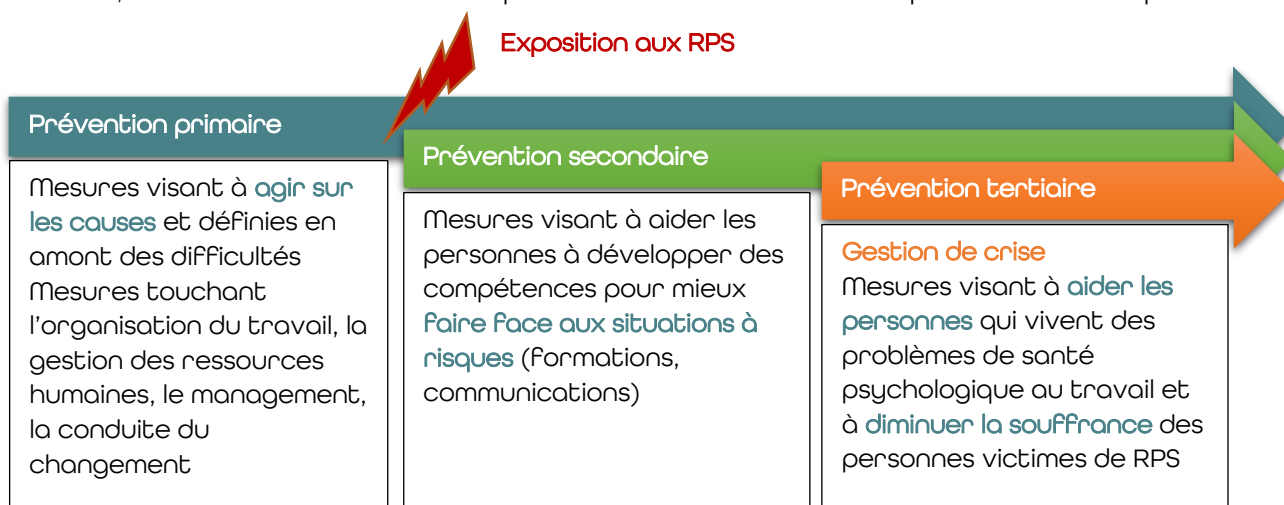 Exposition aux RPS
Prévention primaire
Mesures visant à agir sur
les causes et définies en
amont des difficultés
Mesures touchant
l'organisation du travail, la
gestion des ressources
humaines, le management,
la conduite du
changement
Prévention secondaire
Mesures visant à aider les
personnes à développer des
compétences pour mieux
faire face aux situations à
risques (formations,
communications)
Prévention tertiaire
Gestion de crise
Mesures visant à aider les
personnes qui vivent des
problèmes de santé
psychologique au travail et
à diminuer la souffrance des
personnes victimes de RPS